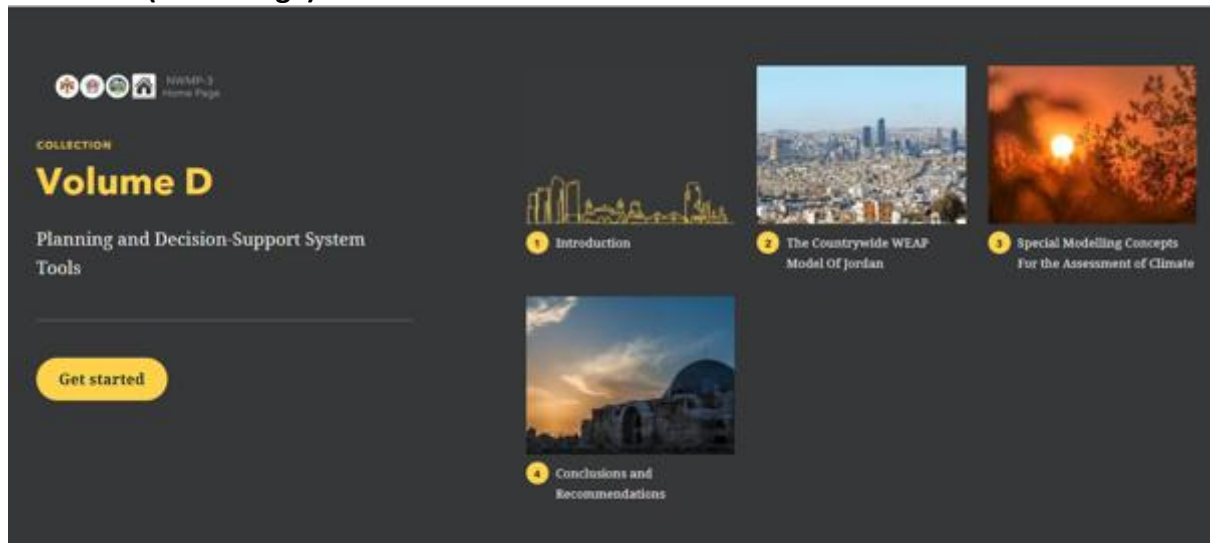 NWMP-3
Home Page
COLLECTION
Volume D
Planning and Decision-Support System
Tools
Get started
1 Introduction
2 The Countrywide WEAP
Model Of Jordan
3 Special Modelling Concepts
For the Assessment of Climate
4 Conclusions and
Recommendations